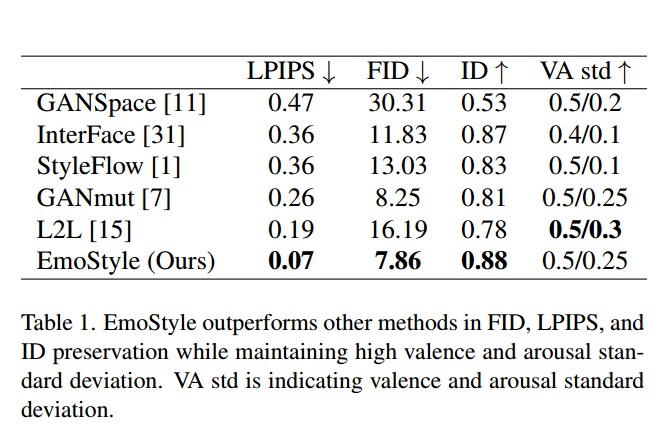 LPIPS ↓ FID ↓ ID ↑ VA std ↑
GANSpace [11] 0.47 30.31 0.53 0.5/0.2
InterFace [31] 0.36 11.83 0.87 0.4/0.1
StyleFlow [1] 0.36 13.03 0.83 0.5/0.1
GANmut [7] 0.26 8.25 0.81 0.5/0.25
L2L [15] 0.19 16.19 0.78 0.5/0.3
EmoStyle (Ours) 0.07 7.86 0.88 0.5/0.25
Table 1. EmoStyle outperforms other methods in FID, LPIPS, and
ID preservation while maintaining high valence and arousal stan-
dard deviation. VA std is indicating valence and arousal standard
deviation.